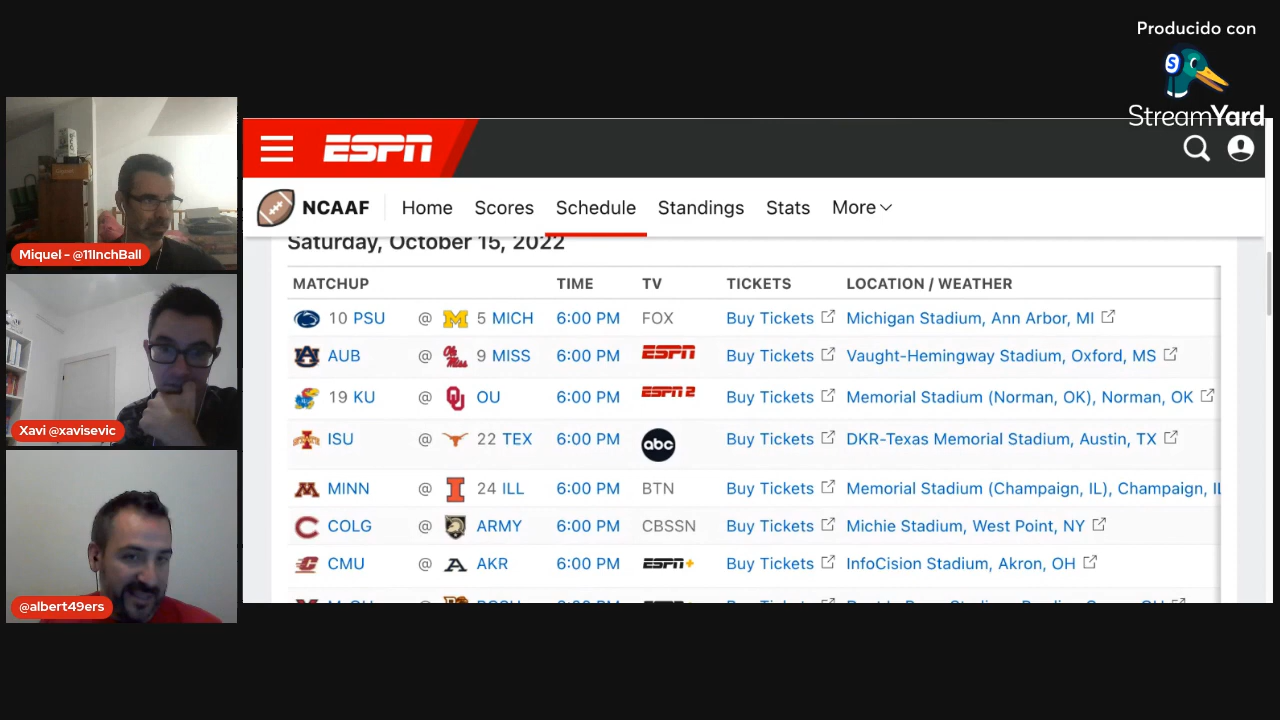 Producido con
StreamYard
Miquel - @11InchBall
Xavi @xavisevic
@albert49ers
ESPN
NCAAF Home Scores Schedule Standings Stats More
Saturday, October 15, 2022
MATCHUP TIME TV TICKETS LOCATION / WEATHER
10 PSU @ M 5 MICH 6:00 PM FOX Buy Tickets Michigan Stadium, Ann Arbor, MI
AUB @ Ole Miss 9 MISS 6:00 PM ESPN Buy Tickets Vaught-Hemingway Stadium, Oxford, MS
19 KU @ OU 6:00 PM ESPN 2 Buy Tickets Memorial Stadium (Norman, OK), Norman, OK
ISU @ 22 TEX 6:00 PM abc Buy Tickets DKR-Texas Memorial Stadium, Austin, TX
M MINN @ I 24 ILL 6:00 PM BTN Buy Tickets Memorial Stadium (Champaign, IL), Champaign, IL
C COLG @ ARMY 6:00 PM CBSSN Buy Tickets Michie Stadium, West Point, NY
C CMU @ A AKR 6:00 PM ESPN+ Buy Tickets InfoCision Stadium, Akron, OH